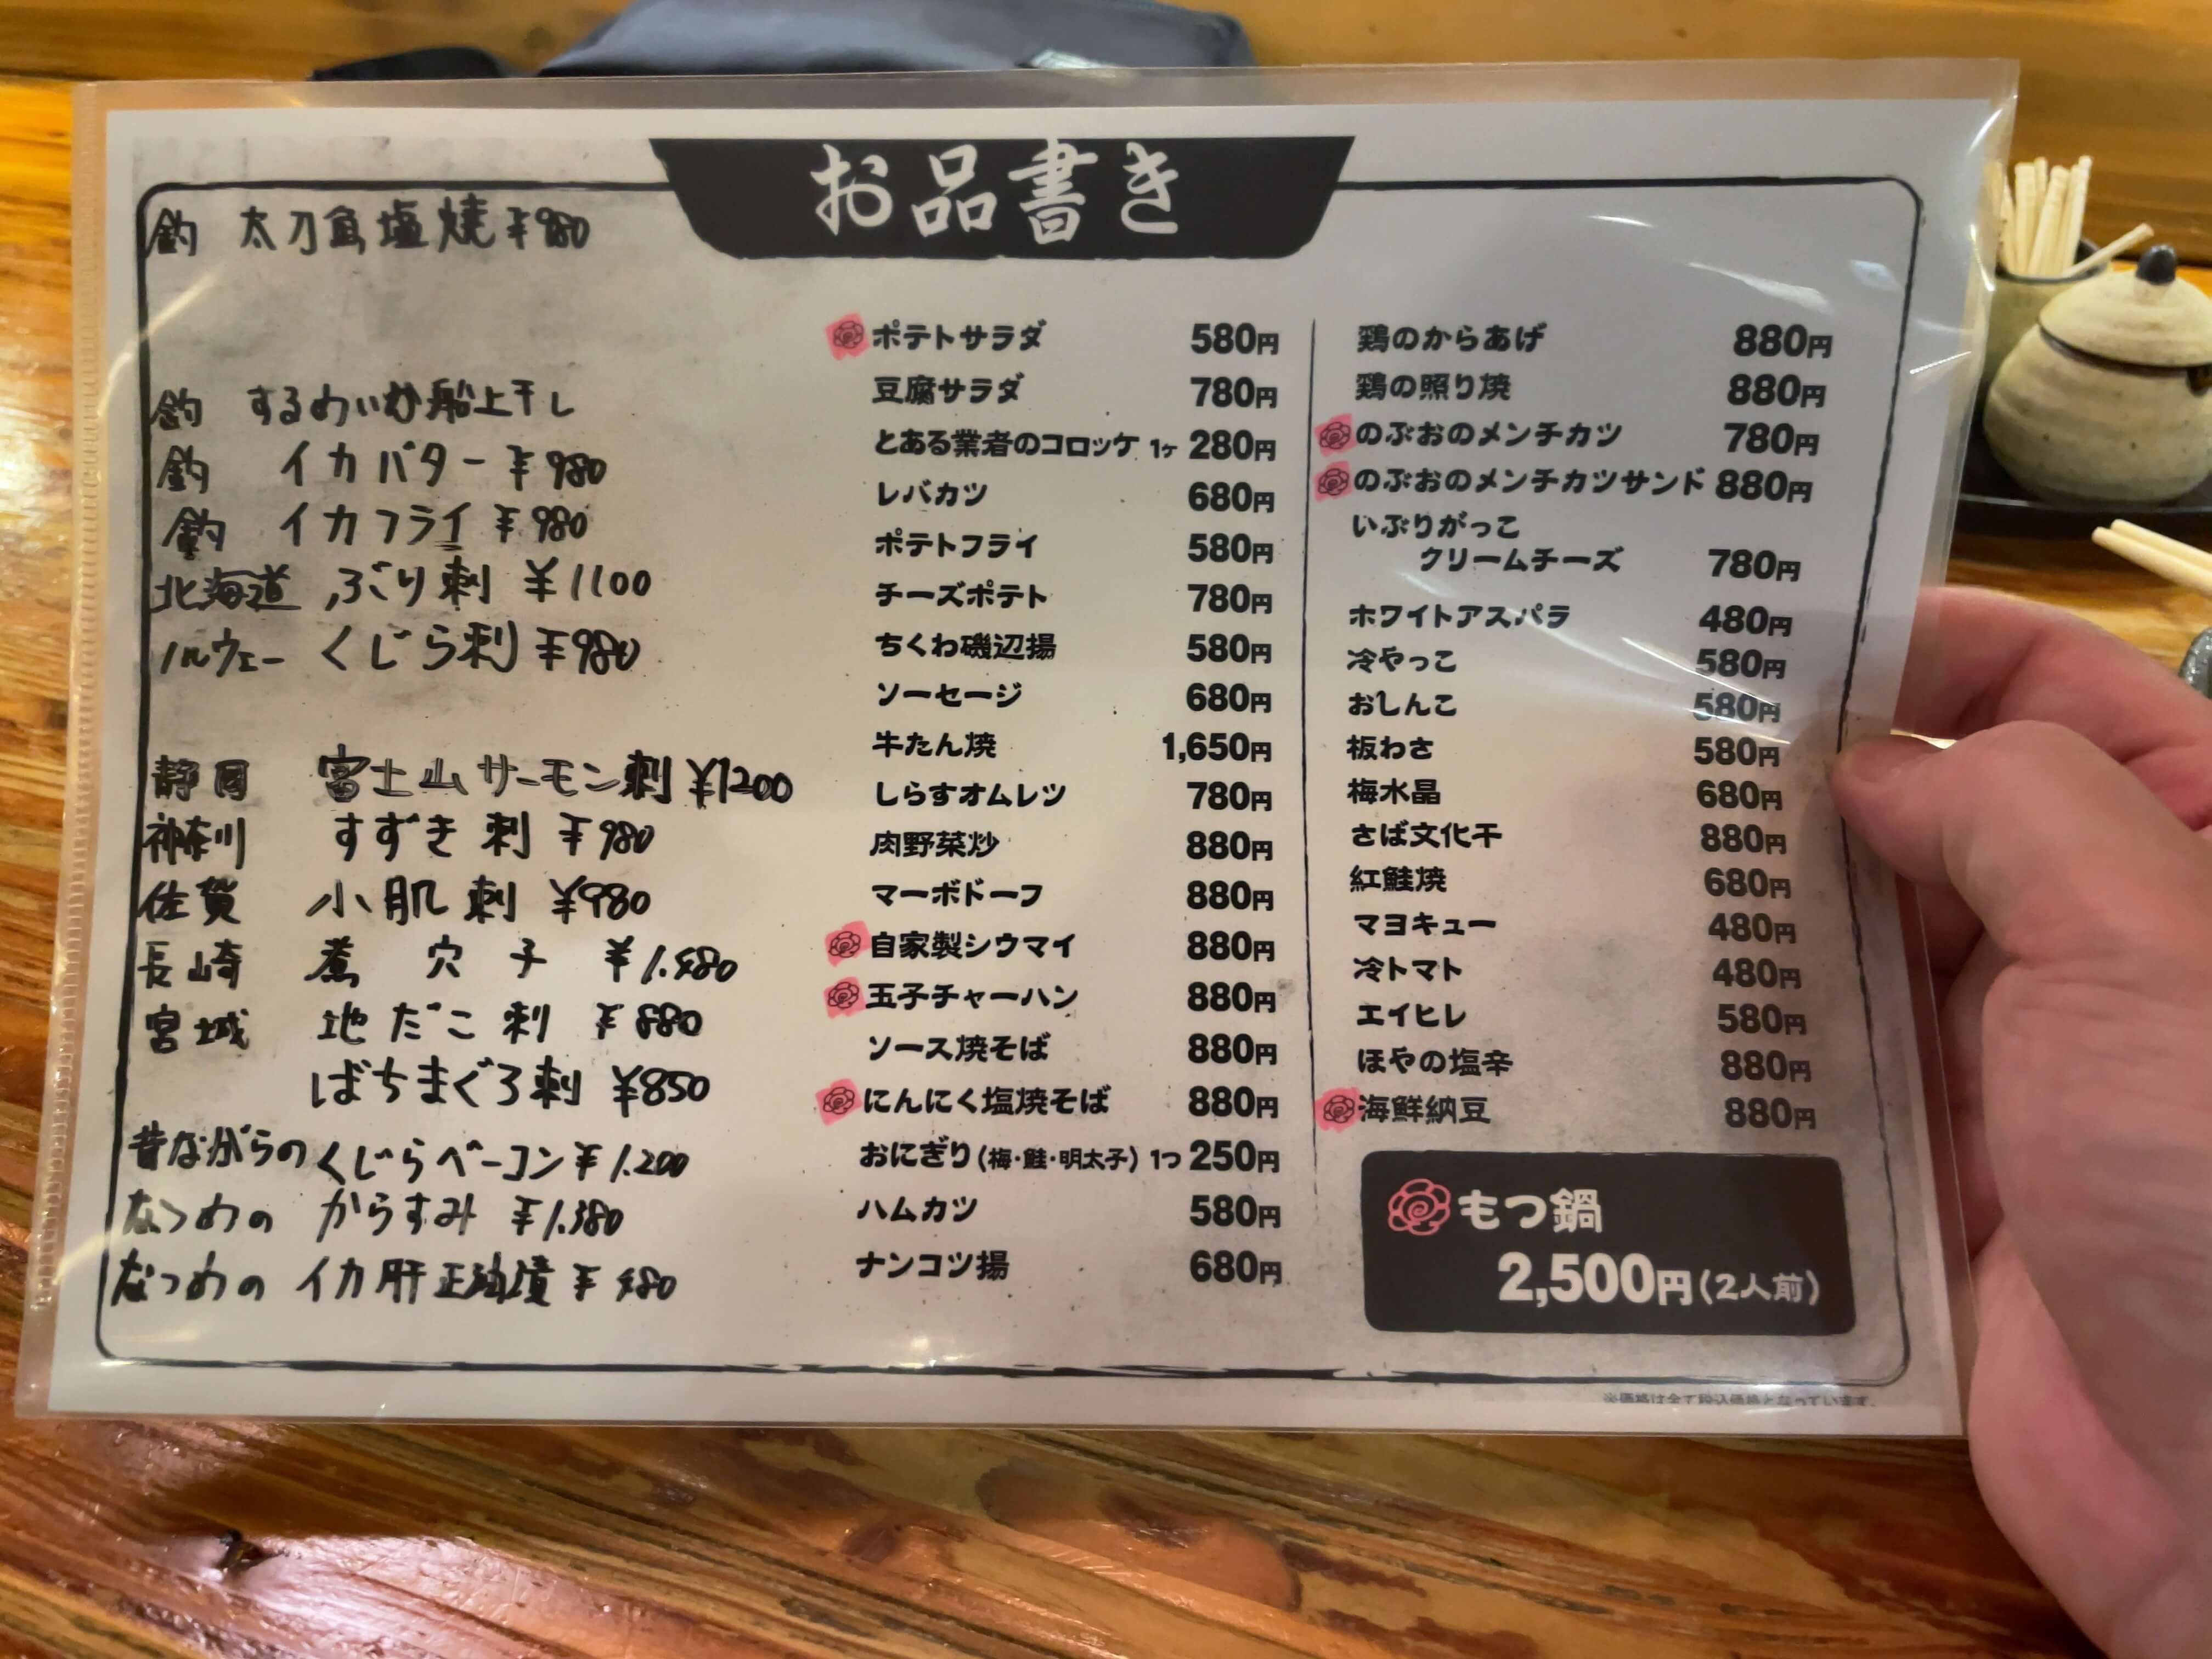 お品書き
釣 太刀魚塩焼 ¥980
釣 するめいか船上干し
釣 イカバター ¥980
釣 イカフライ ¥980
北海道 ぶり刺 ¥1100
ノルウェー くじら刺 ¥980
静岡 富士山サーモン刺 ¥1200
神奈川 すずき刺 ¥980
佐賀 小肌刺 ¥980
長崎 煮穴子 ¥1.480
宮城 地だこ刺 ¥880
ばちまぐろ刺 ¥850
昔ながらのくじらベーコン ¥1.200
なつめの からすみ ¥1.380
なつめの イカ肝正油漬 ¥480
ポテトサラダ 580円
豆腐サラダ 780円
とある業者のコロッケ 1ヶ 280円
レバカツ 680円
ポテトフライ 580円
チーズポテト 780円
ちくわ磯辺揚 580円
ソーセージ 680円
牛たん焼 1,650円
しらすオムレツ 780円
肉野菜炒 880円
マーボドーフ 880円
自家製シウマイ 880円
玉子チャーハン 880円
ソース焼そば 880円
にんにく塩焼そば 880円
おにぎり(梅・鮭・明太子) 1つ 250円
ハムカツ 580円
ナンコツ揚 680円
鶏のからあげ 880円
鶏の照り焼 880円
のぶおのメンチカツ 780円
のぶおのメンチカツサンド 880円
いぶりがっこ
クリームチーズ 780円
ホワイトアスパラ 480円
冷やっこ 580円
おしんこ 580円
板わさ 580円
梅水晶 680円
さば文化干 880円
紅鮭焼 680円
マヨキュー 480円
冷トマト 480円
エイヒレ 580円
ほやの塩辛 880円
海鮮納豆 880円
もつ鍋
2,500円(2人前)
※価格は全て税込価格となっています。